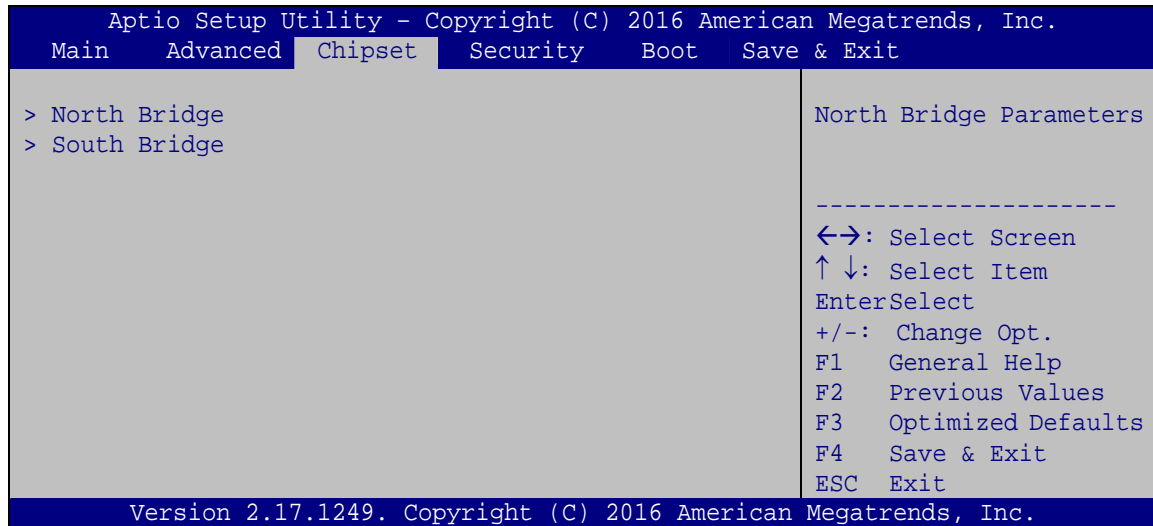 Aptio Setup Utility – Copyright (C) 2016 American Megatrends, Inc.
Main Advanced Chipset Security Boot Save & Exit
> North Bridge
> South Bridge
North Bridge Parameters
---------------------
←→: Select Screen
↑ ↓: Select Item
EnterSelect
+/-: Change Opt.
F1 General Help
F2 Previous Values
F3 Optimized Defaults
F4 Save & Exit
ESC Exit
Version 2.17.1249. Copyright (C) 2016 American Megatrends, Inc.